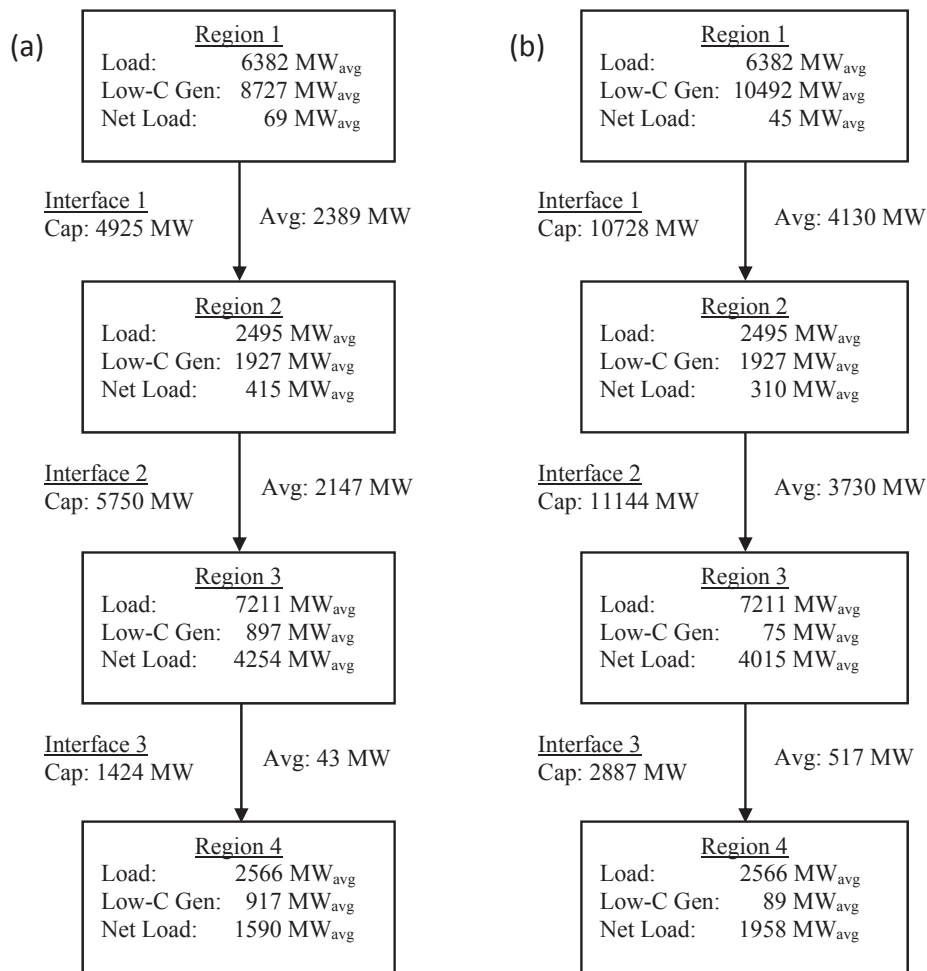 (a)
Region 1
Load: 6382 MWavg
Low-C Gen: 8727 MWavg
Net Load: 69 MWavg
Interface 1
Cap: 4925 MW
Avg: 2389 MW
Region 2
Load: 2495 MWavg
Low-C Gen: 1927 MWavg
Net Load: 415 MWavg
Interface 2
Cap: 5750 MW
Avg: 2147 MW
Region 3
Load: 7211 MWavg
Low-C Gen: 897 MWavg
Net Load: 4254 MWavg
Interface 3
Cap: 1424 MW
Avg: 43 MW
Region 4
Load: 2566 MWavg
Low-C Gen: 917 MWavg
Net Load: 1590 MWavg
(b)
Region 1
Load: 6382 MWavg
Low-C Gen: 10492 MWavg
Net Load: 45 MWavg
Interface 1
Cap: 10728 MW
Avg: 4130 MW
Region 2
Load: 2495 MWavg
Low-C Gen: 1927 MWavg
Net Load: 310 MWavg
Interface 2
Cap: 11144 MW
Avg: 3730 MW
Region 3
Load: 7211 MWavg
Low-C Gen: 75 MWavg
Net Load: 4015 MWavg
Interface 3
Cap: 2887 MW
Avg: 517 MW
Region 4
Load: 2566 MWavg
Low-C Gen: 89 MWavg
Net Load: 1958 MWavg